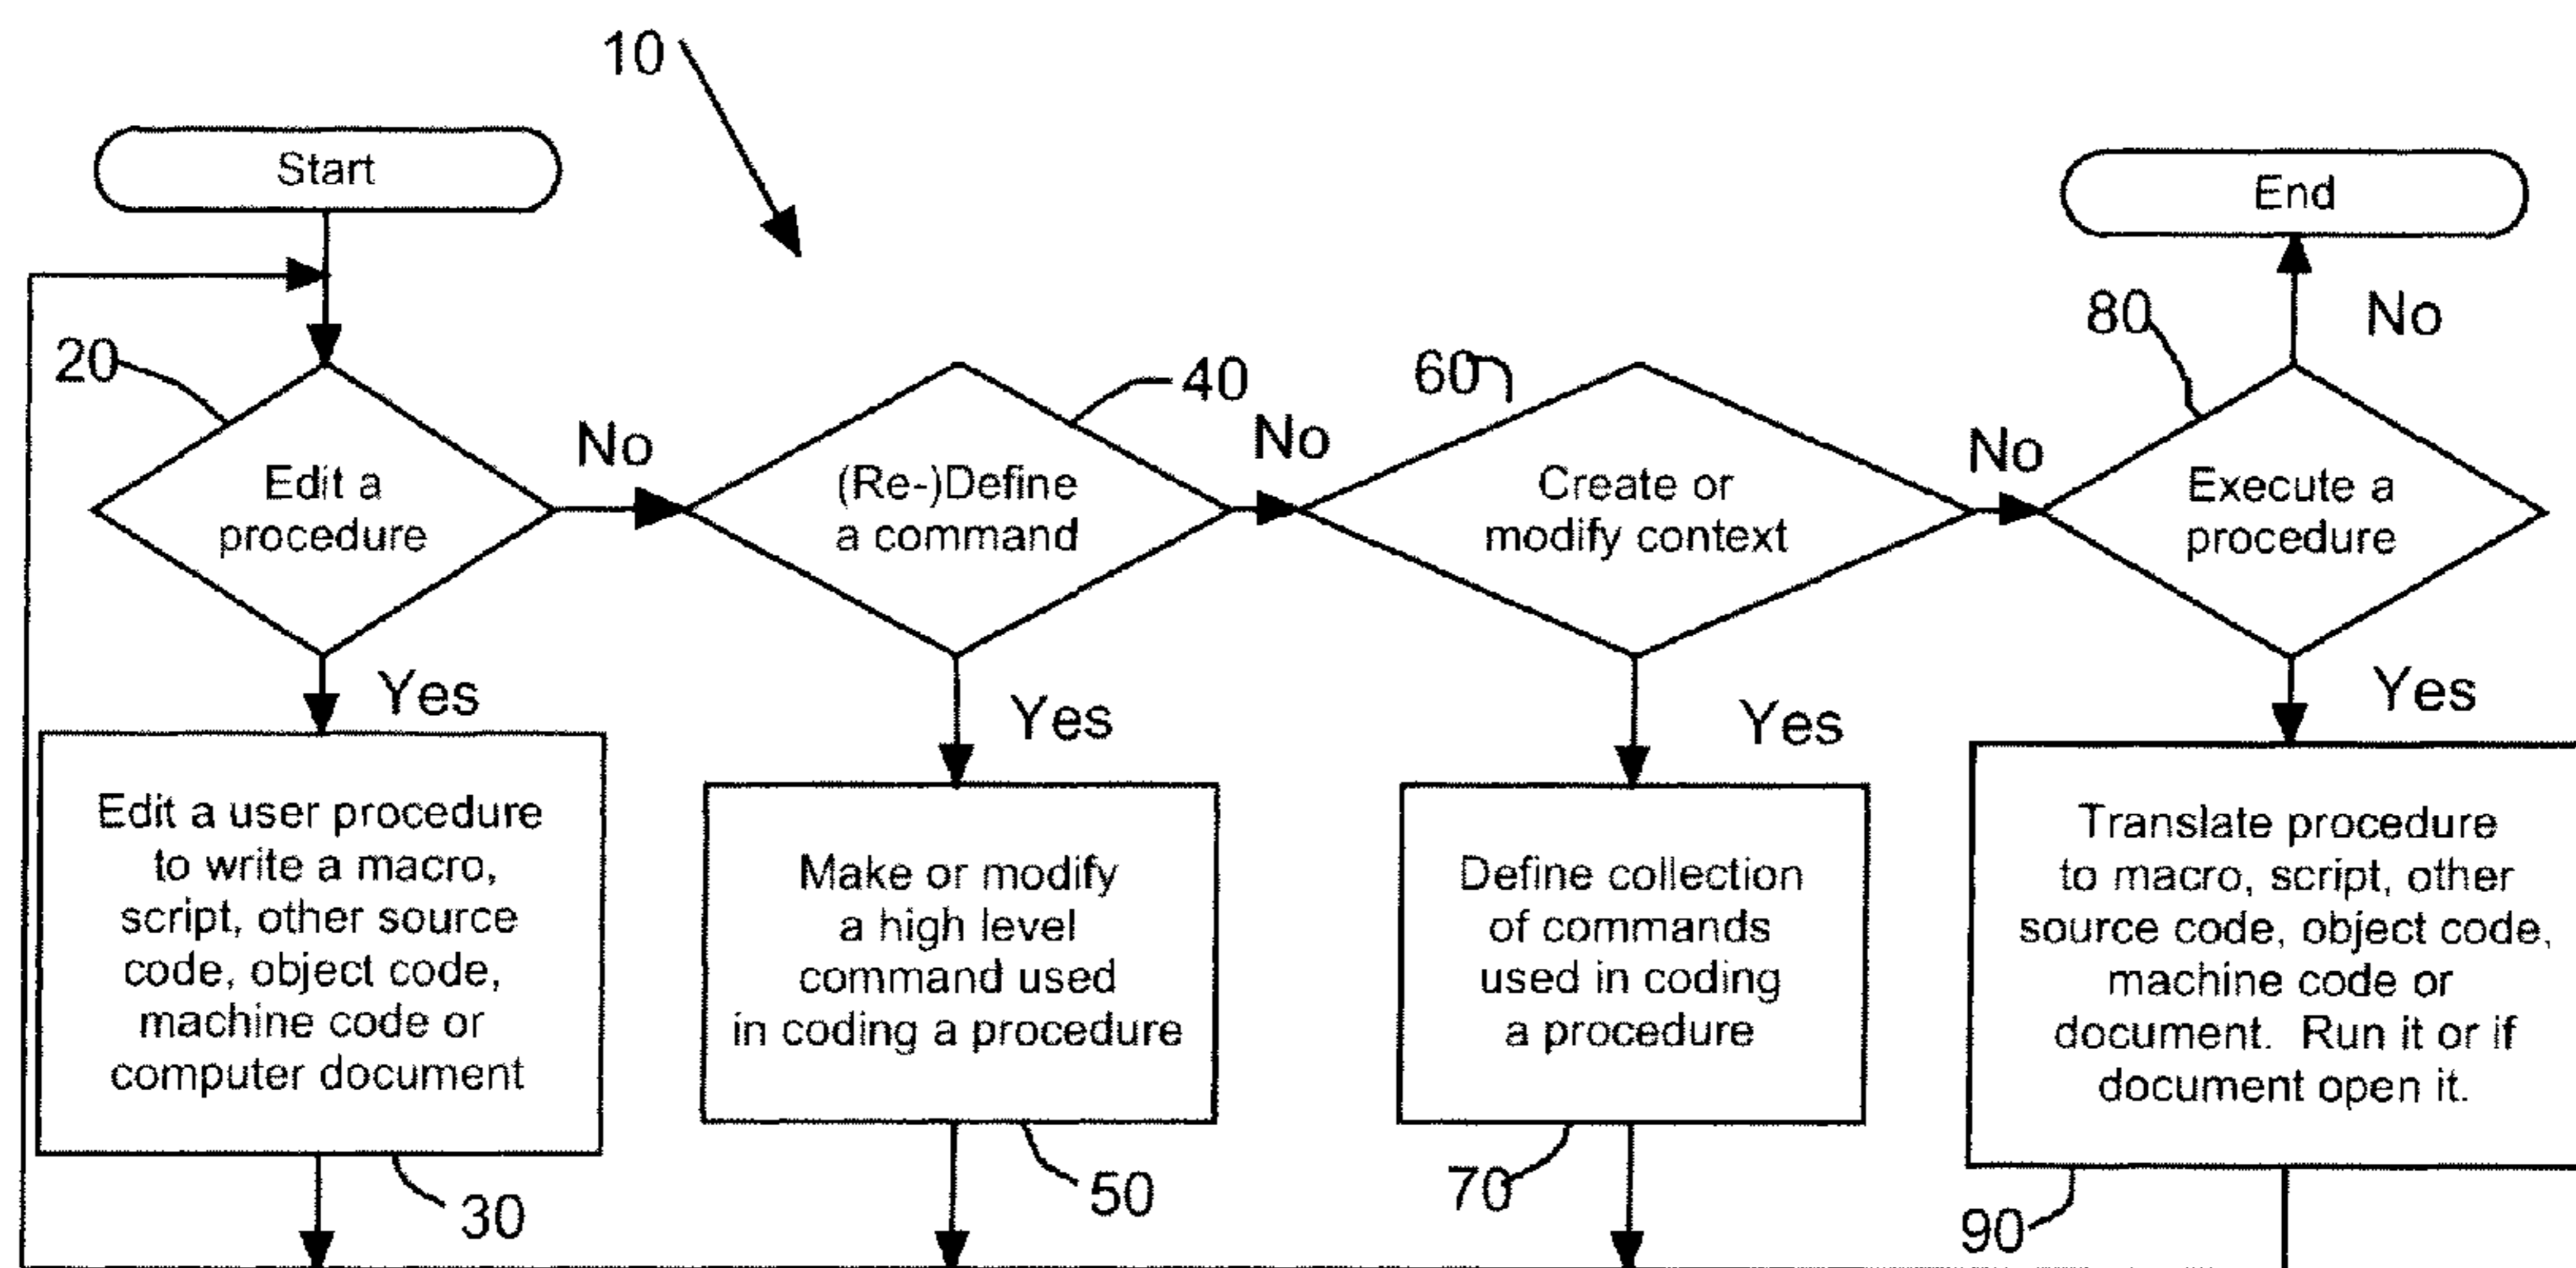 10
Start
End
20
40
60
80
No
Edit a
procedure
No
(Re-)Define
a command
No
Create or
modify context
No
Execute a
procedure
Yes
Yes
Yes
Yes
Edit a user procedure
to write a macro,
script, other source
code, object code,
machine code or
computer document
Make or modify
a high level
command used
in coding a procedure
Define collection
of commands
used in coding
a procedure
Translate procedure
to macro, script, other
source code, object code,
machine code or
document. Run it or if
document open it.
30
50
70
90